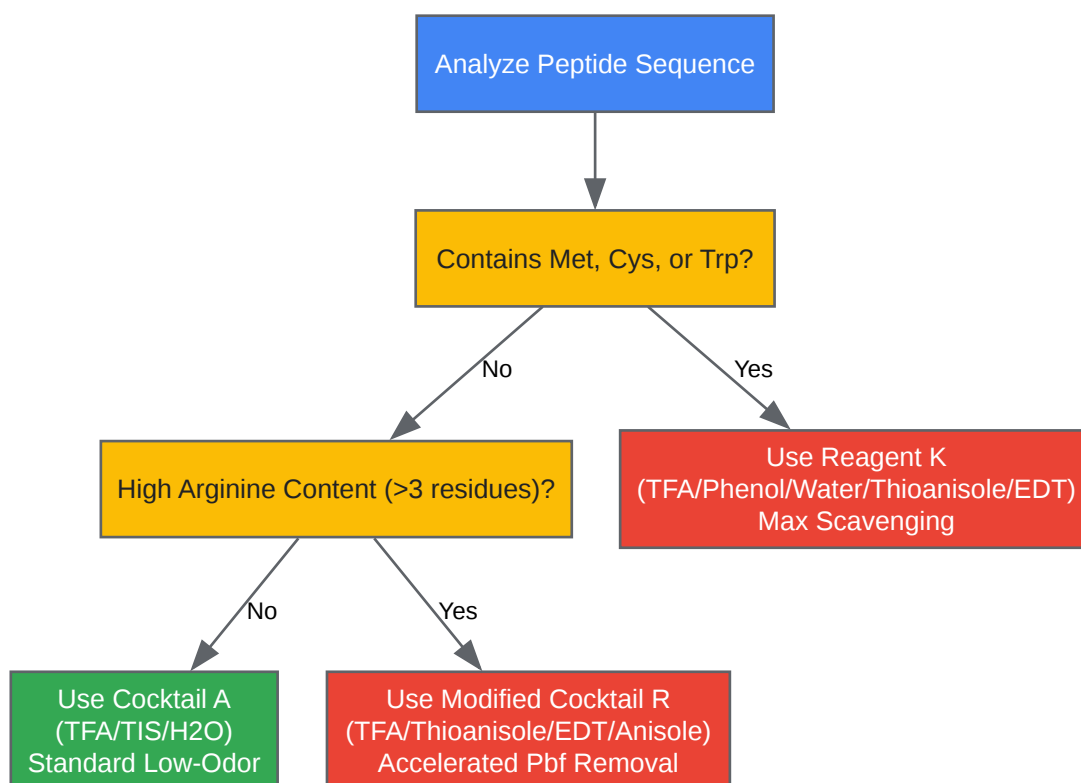 Analyze Peptide Sequence
Contains Met, Cys, or Trp?
No
Yes
High Arginine Content (>3 residues)?
Use Reagent K
(TFA/Phenol/Water/Thioanisole/EDT)
Max Scavenging
No
Yes
Use Cocktail A
(TFA/TIS/H2O)
Standard Low-Odor
Use Modified Cocktail R
(TFA/Thioanisole/EDT/Anisole)
Accelerated Pbf Removal